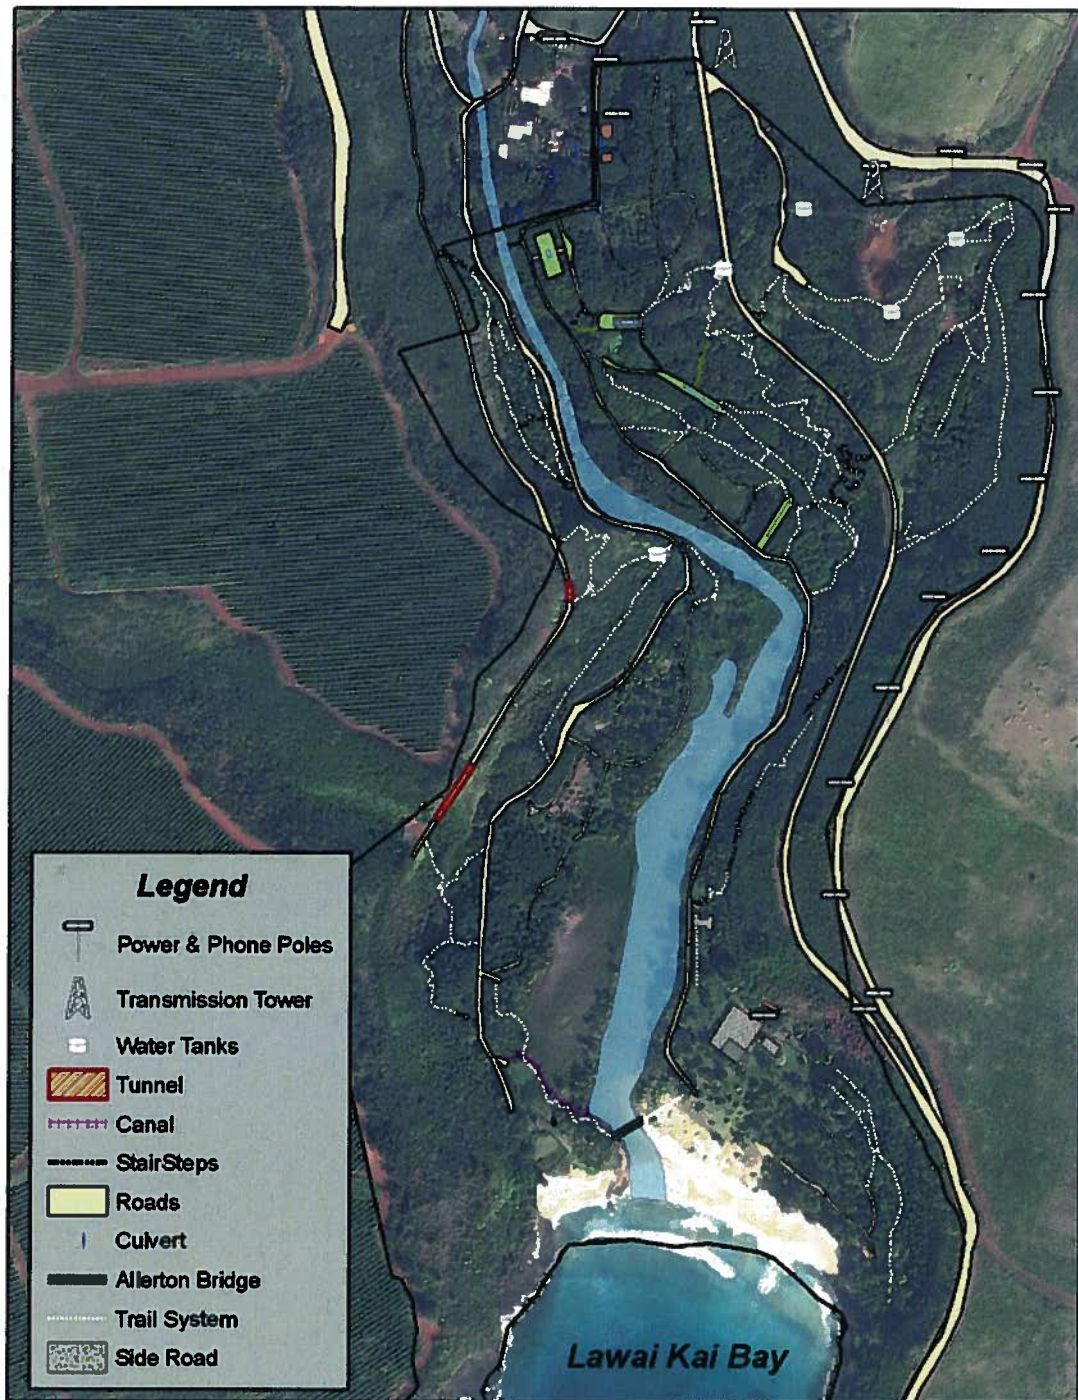 Legend
Power & Phone Poles
Transmission Tower
Water Tanks
Tunnel
Canal
StairSteps
Roads
Culvert
Allerton Bridge
Trail System
Side Road
Lawai Kai Bay